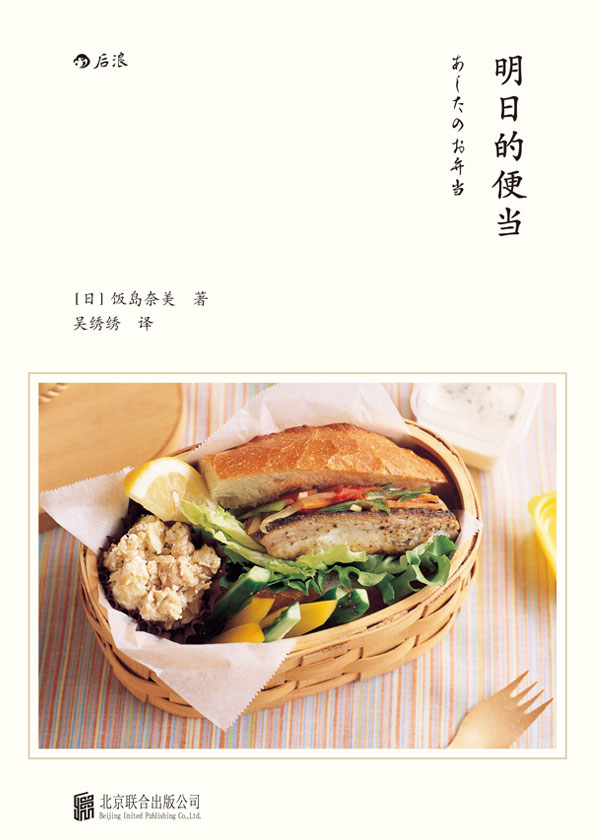 后浪
明日的便当
あしたのお弁当
[日]饭岛奈美 著
吴绣绣 译
北京联合出版公司
Beijing United Publishing Co.,Ltd.